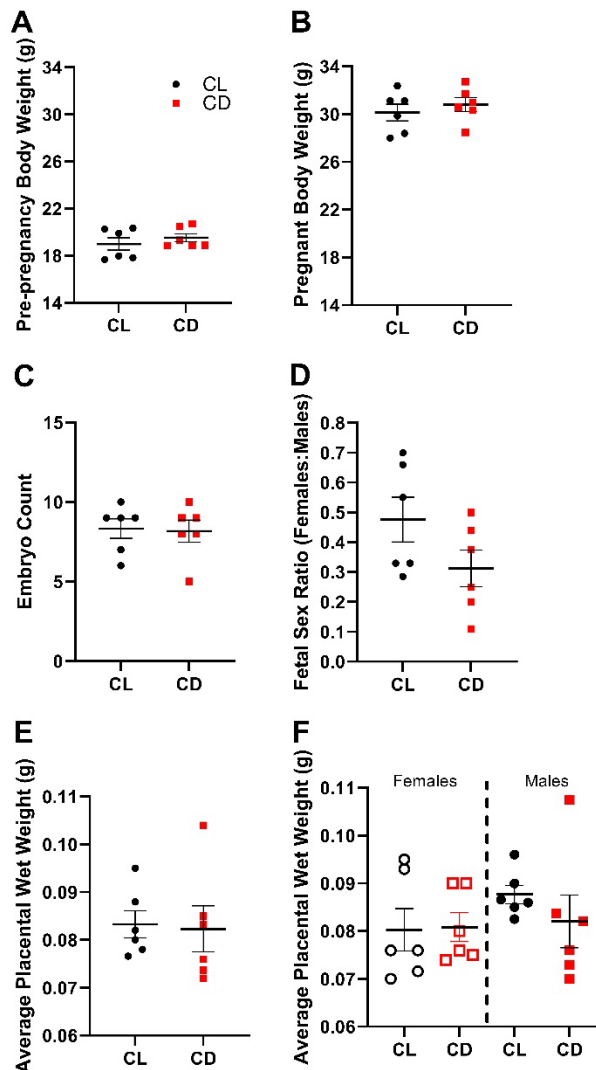 A
Pre-pregnancy Body Weight (g)
34
30
26
22
18
14
CL
CD
CL
CD
B
Pregnant Body Weight (g)
34
30
26
22
18
14
CL
CD
C
Embryo Count
15
10
5
0
CL
CD
D
Fetal Sex Ratio (Females:Males)
0.8
0.7
0.6
0.5
0.4
0.3
0.2
0.1
0.0
CL
CD
E
Average Placental Wet Weight (g)
0.11
0.10
0.09
0.08
0.07
0.06
CL
CD
F
Average Placental Wet Weight (g)
Females
Males
0.11
0.10
0.09
0.08
0.07
0.06
CL
CD
CL
CD